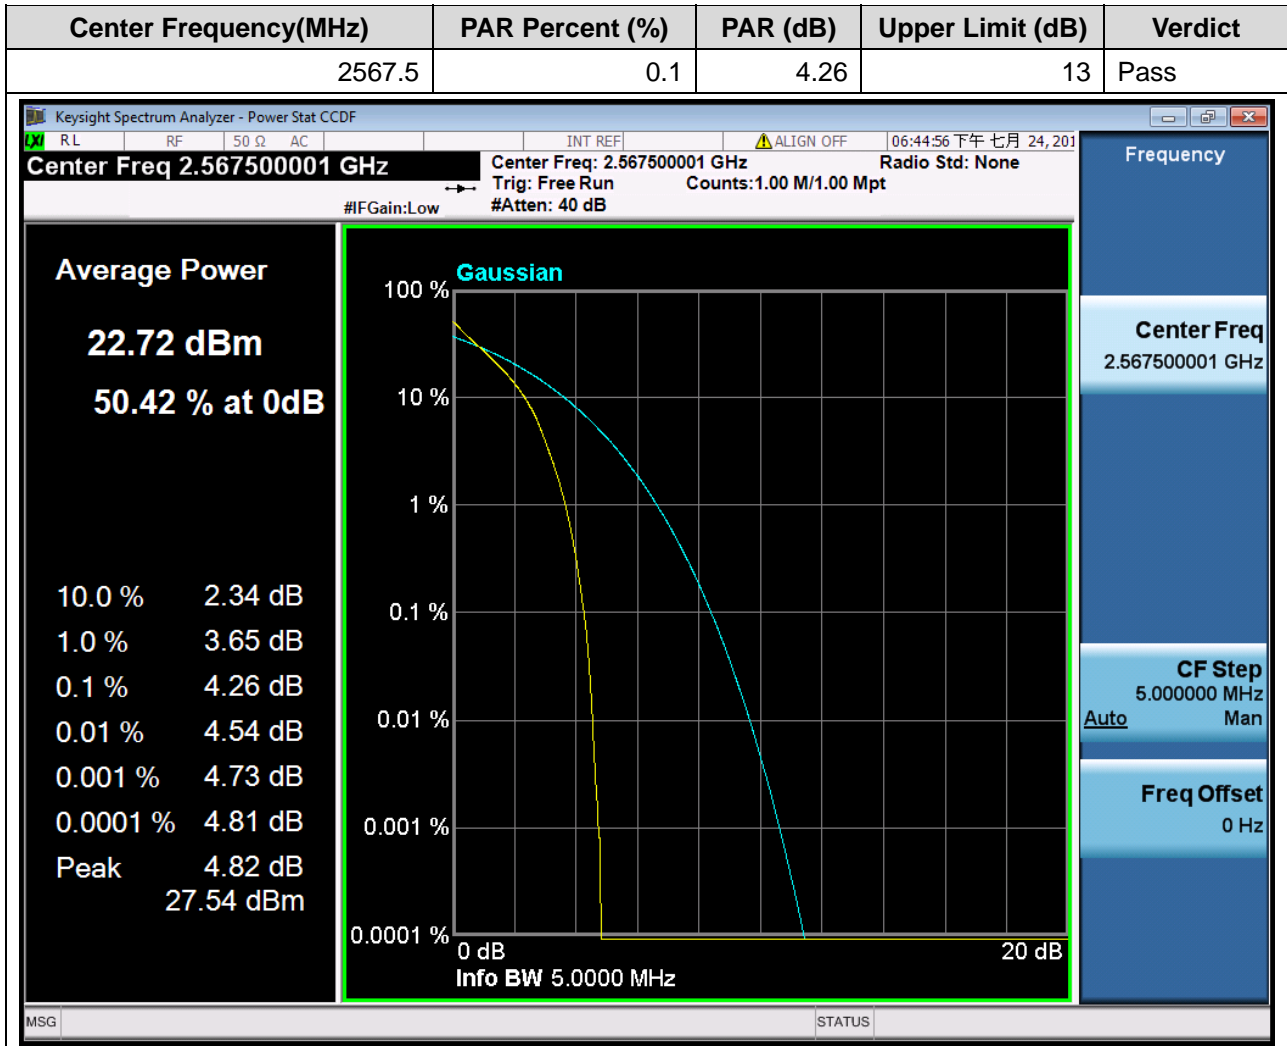 Center Frequency(MHz) PAR Percent (%) PAR (dB) Upper Limit (dB) Verdict
2567.5 0.1 4.26 13 Pass
Keysight Spectrum Analyzer - Power Stat CCDF
LXI RL RF 50 Ω AC INT REF ALIGN OFF 06:44:56 下午 七月 24, 201
Center Freq 2.567500001 GHz
Center Freq: 2.567500001 GHz Radio Std: None
Trig: Free Run Counts:1.00 M/1.00 Mpt
#IFGain:Low #Atten: 40 dB
Average Power
22.72 dBm
50.42 % at 0dB
10.0 % 2.34 dB
1.0 % 3.65 dB
0.1 % 4.26 dB
0.01 % 4.54 dB
0.001 % 4.73 dB
0.0001 % 4.81 dB
Peak 4.82 dB
27.54 dBm
Gaussian
100 %
10 %
1 %
0.1 %
0.01 %
0.001 %
0.0001 %
0 dB 20 dB
Info BW 5.0000 MHz
Frequency
Center Freq
2.567500001 GHz
CF Step
5.000000 MHz
Auto Man
Freq Offset
0 Hz
MSG STATUS